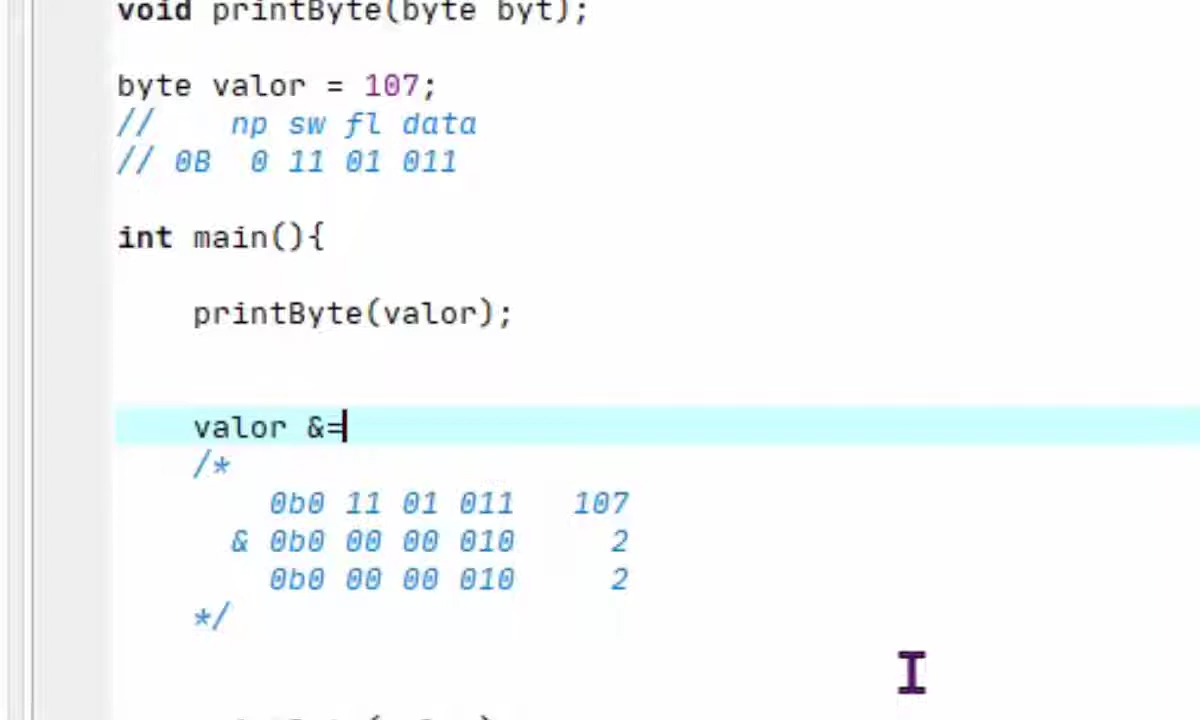 void printByte(byte byt);
byte valor = 107;
//    np sw fl data
// 0B  0 11 01 011
int main(){
printByte(valor);
valor &=
/*
0b0 11 01 011   107
& 0b0 00 00 010     2
0b0 00 00 010     2
*/